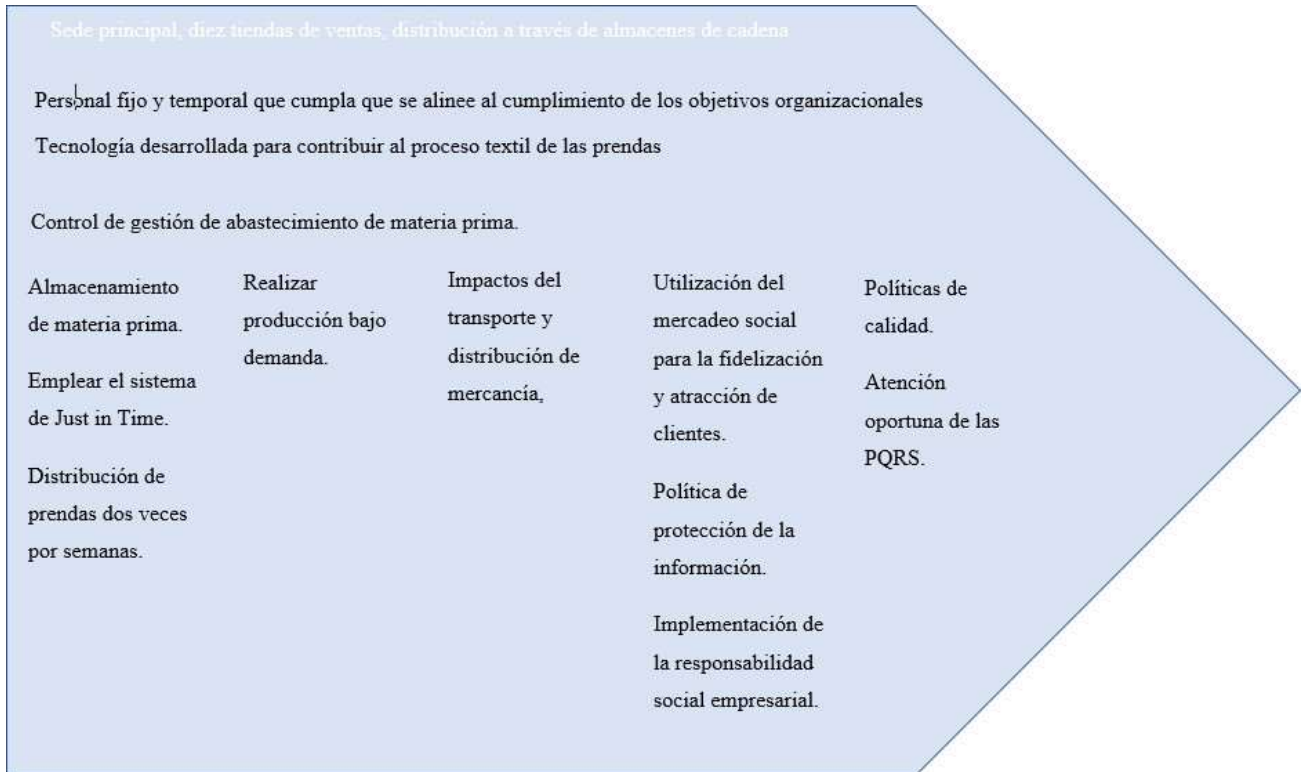 Sede principal, diez tiendas de ventas, distribución a través de almacenes de cadena
Personal fijo y temporal que cumpla que se alinee al cumplimiento de los objetivos organizacionales
Tecnología desarrollada para contribuir al proceso textil de las prendas
Control de gestión de abastecimiento de materia prima.
Almacenamiento
de materia prima.
Emplear el sistema
de Just in Time.
Distribución de
prendas dos veces
por semanas.
Realizar
producción bajo
demanda.
Impactos del
transporte y
distribución de
mercancía,
Utilización del
mercadeo social
para la fidelización
y atracción de
clientes.
Política de
protección de la
información.
Implementación de
la responsabilidad
social empresarial.
Políticas de
calidad.
Atención
oportuna de las
PQRS.